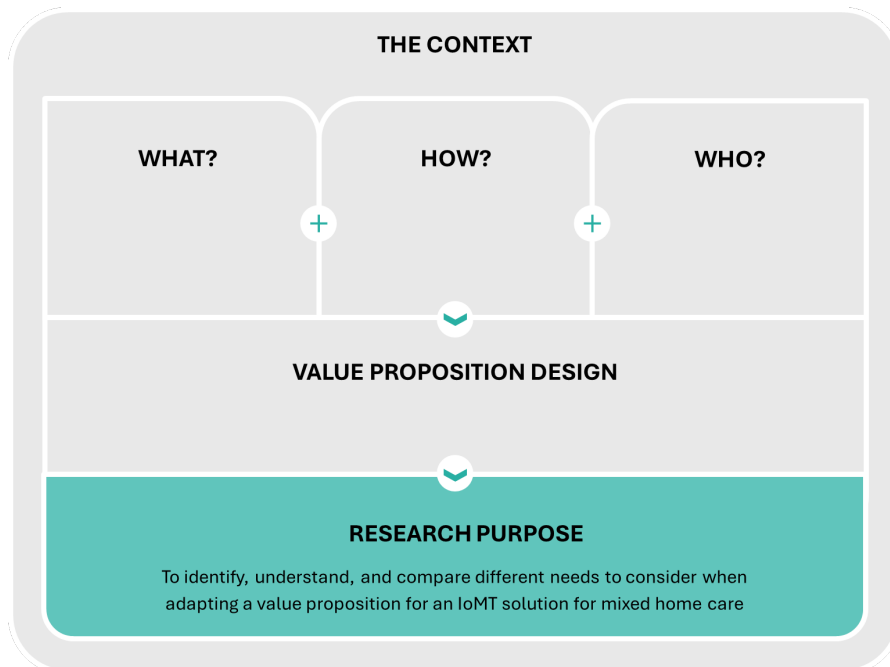 THE CONTEXT
WHAT?
HOW?
WHO?
VALUE PROPOSITION DESIGN
RESEARCH PURPOSE
To identify, understand, and compare different needs to consider when
adapting a value proposition for an IoMT solution for mixed home care